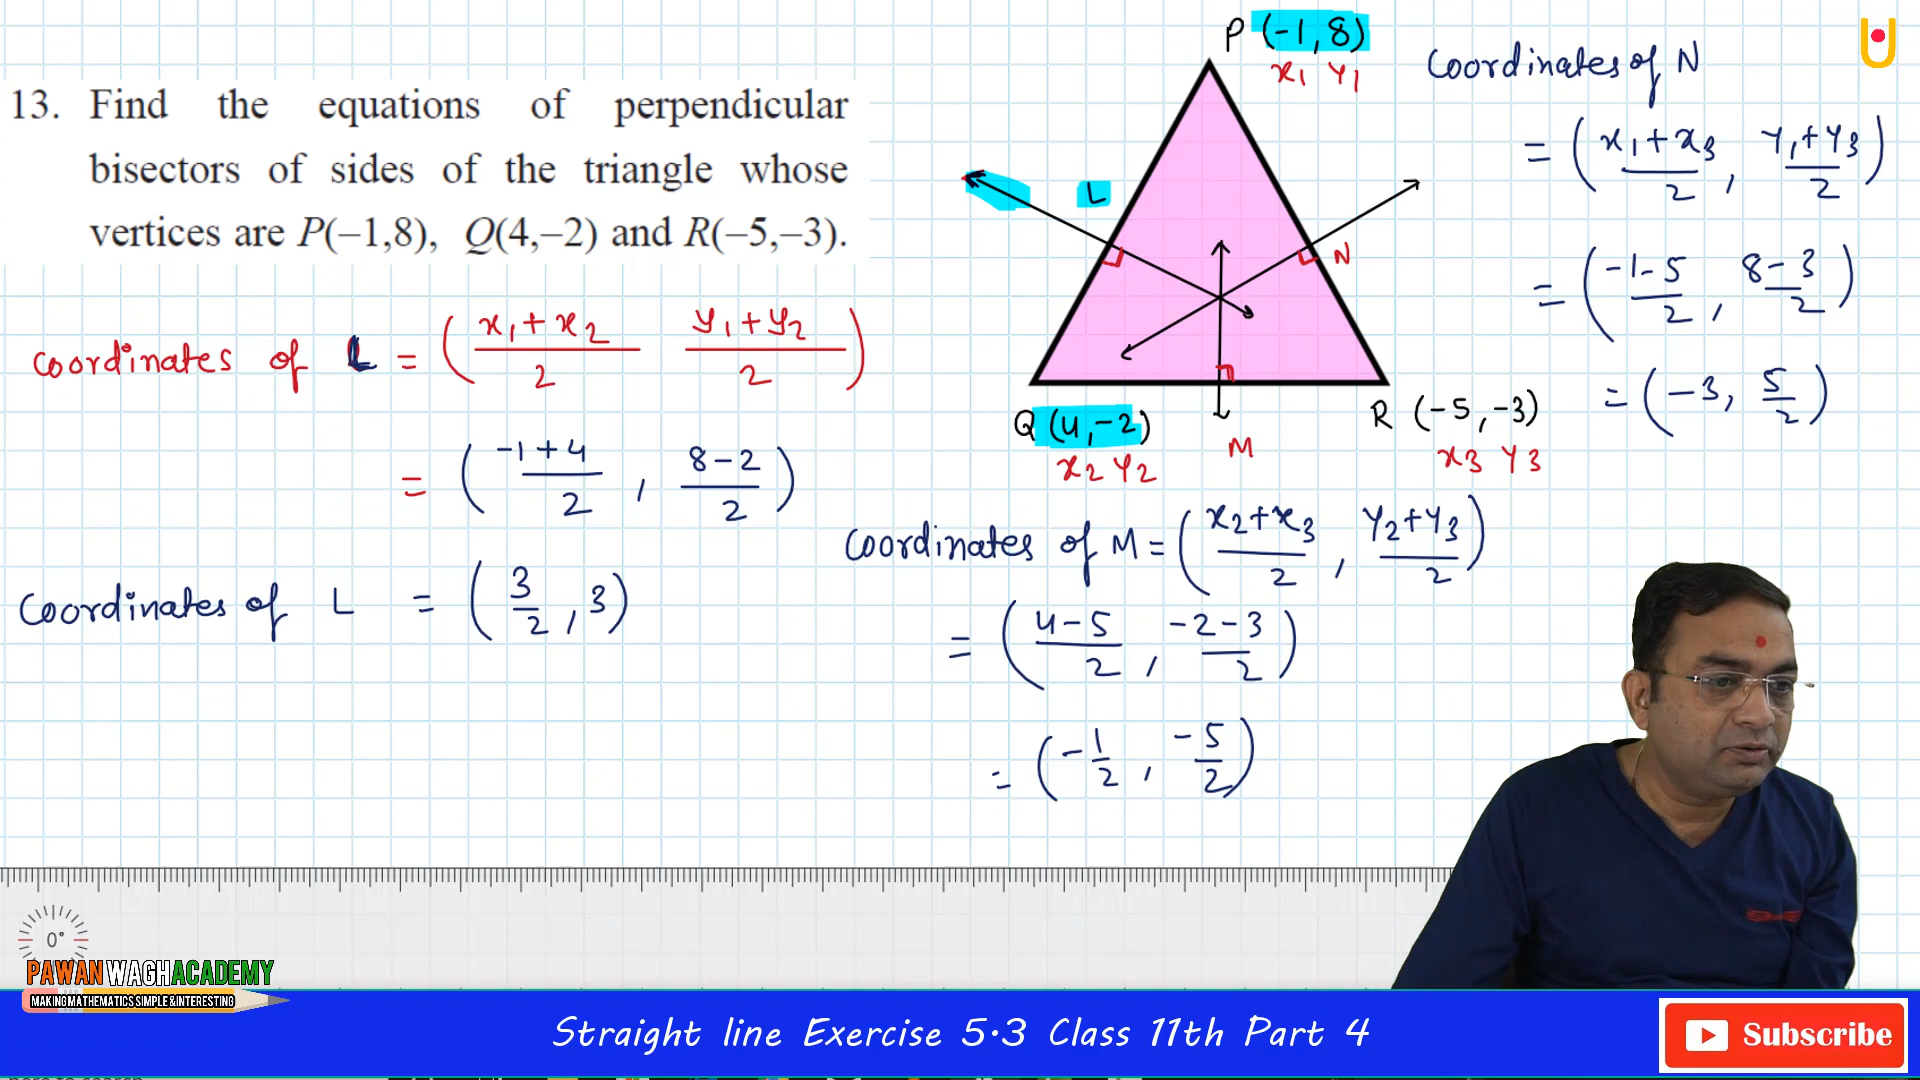 13. Find the equations of perpendicular
bisectors of sides of the triangle whose
vertices are P(−1,8), Q(4,−2) and R(−5,−3).
coordinates of L = ( x1 + x2 / 2 , y1 + y2 / 2 )
= ( -1+4 / 2 , 8-2 / 2 )
coordinates of L = ( 3/2 , 3 )
P (-1,8)
x1 y1
L
N
Q (4,-2)
x2 y2
M
R (-5,-3)
x3 y3
coordinates of N
= ( x1+x3 / 2 , y1+y3 / 2 )
= ( -1-5 / 2 , 8-3 / 2 )
= ( -3, 5/2 )
coordinates of M = ( x2+x3 / 2 , y2+y3 / 2 )
= ( 4-5 / 2 , -2-3 / 2 )
= ( -1/2 , -5/2 )
0°
PAWAN WAGH ACADEMY
MAKING MATHEMATICS SIMPLE & INTERESTING
Straight line Exercise 5.3 Class 11th Part 4
Subscribe